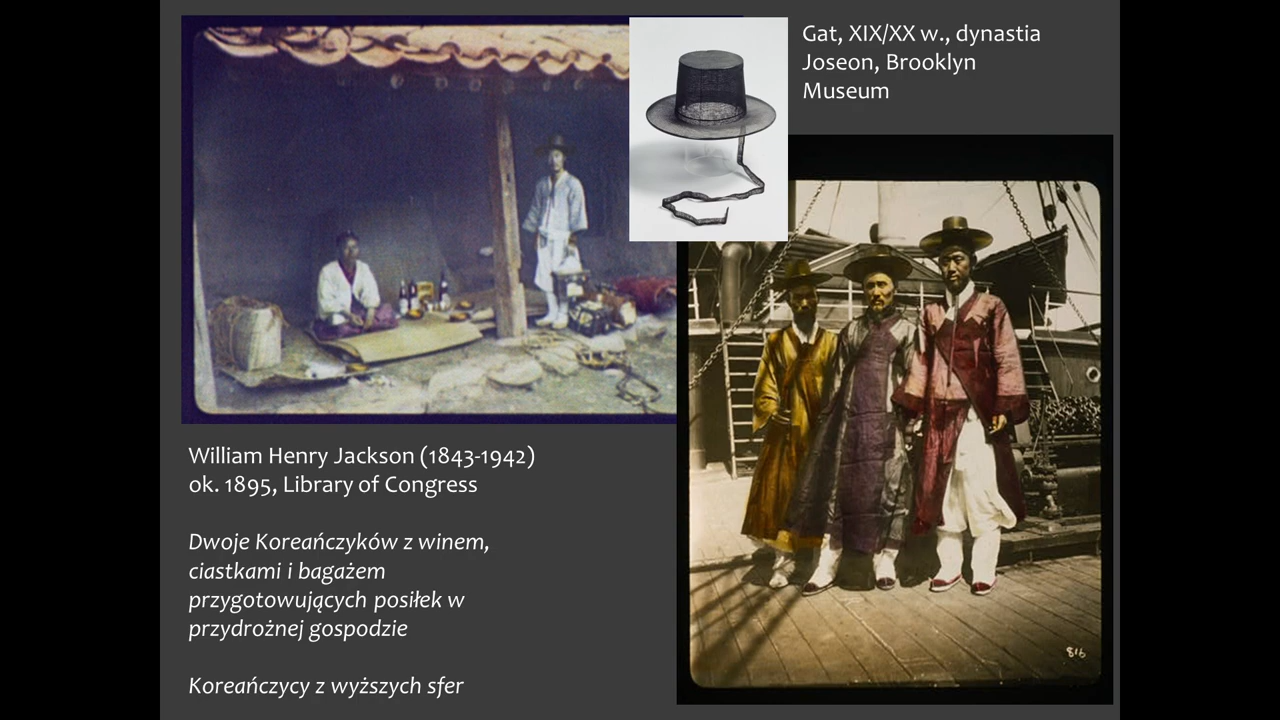 Gat, XIX/XX w., dynastia
Joseon, Brooklyn
Museum
William Henry Jackson (1843-1942)
ok. 1895, Library of Congress
Dwoje Koreańczyków z winem,
ciastkami i bagażem
przygotowujących posiłek w
przydrożnej gospodzie
Koreańczycy z wyższych sfer
816